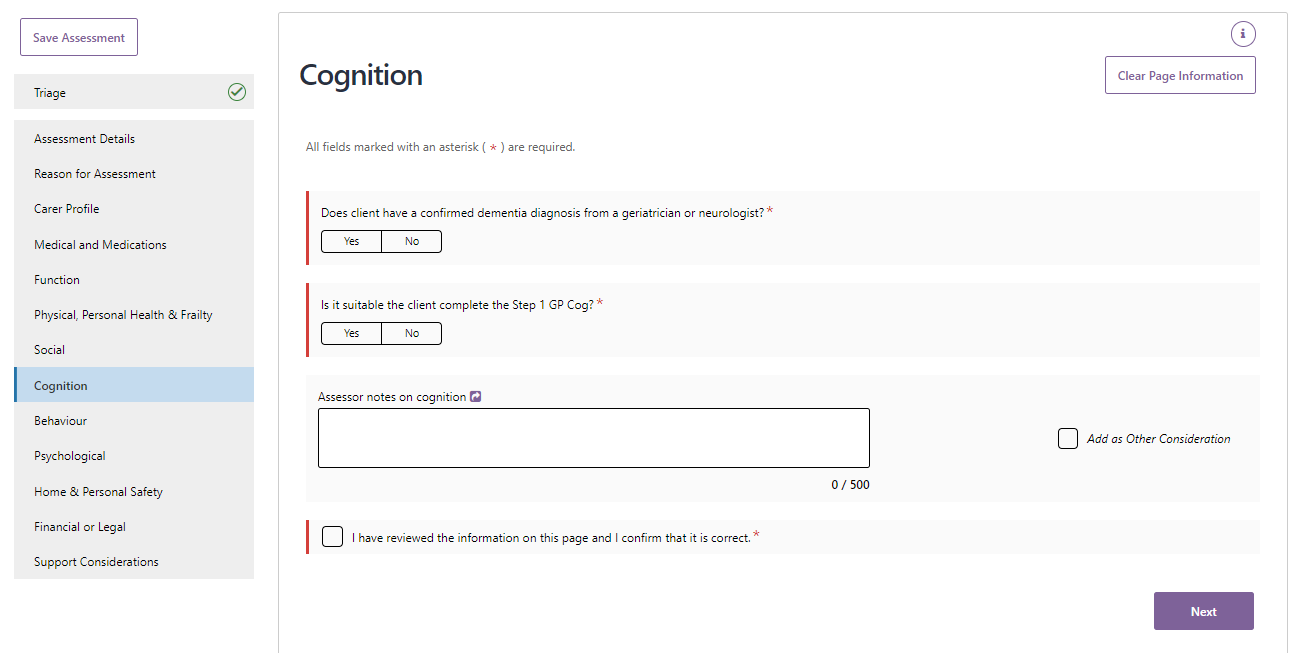 Save Assessment
Triage
Assessment Details
Reason for Assessment
Carer Profile
Medical and Medications
Function
Physical, Personal Health & Frailty
Social
Cognition
Behaviour
Psychological
Home & Personal Safety
Financial or Legal
Support Considerations
i
Cognition
Clear Page Information
All fields marked with an asterisk ( * ) are required.
Does client have a confirmed dementia diagnosis from a geriatrician or neurologist? *
Yes No
Is it suitable the client complete the Step 1 GP Cog? *
Yes No
Assessor notes on cognition
Add as Other Consideration
0 / 500
I have reviewed the information on this page and I confirm that it is correct. *
Next